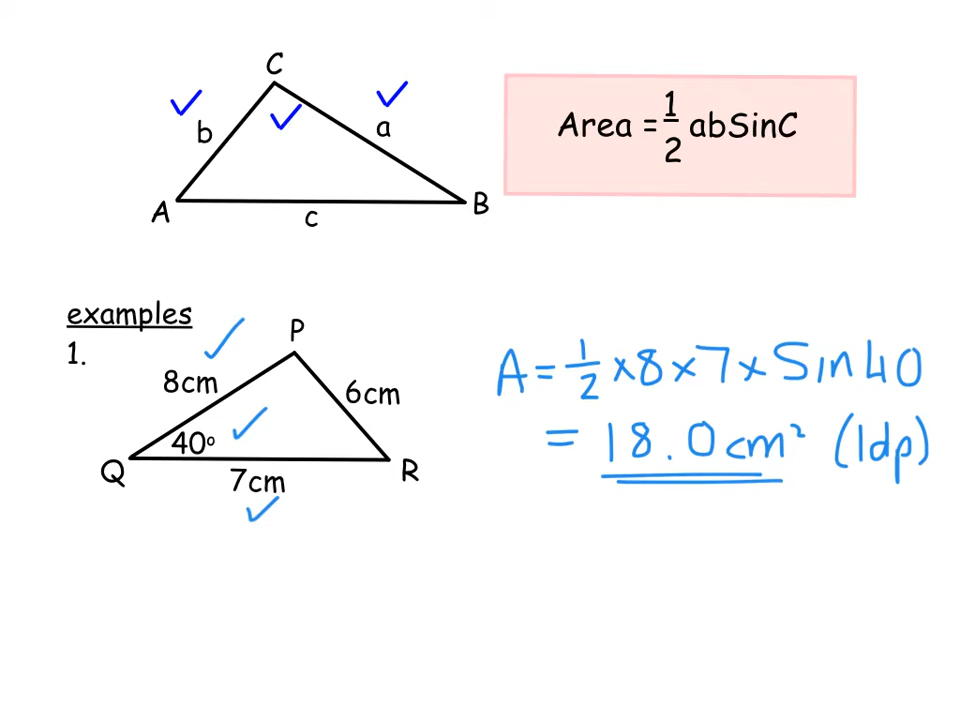 C
b
a
A
B
c
Area = 1/2 abSinC
examples
1.
P
8cm
6cm
40°
Q
7cm
R
A = 1/2 × 8 × 7 × Sin 40
= 18.0cm² (1dp)